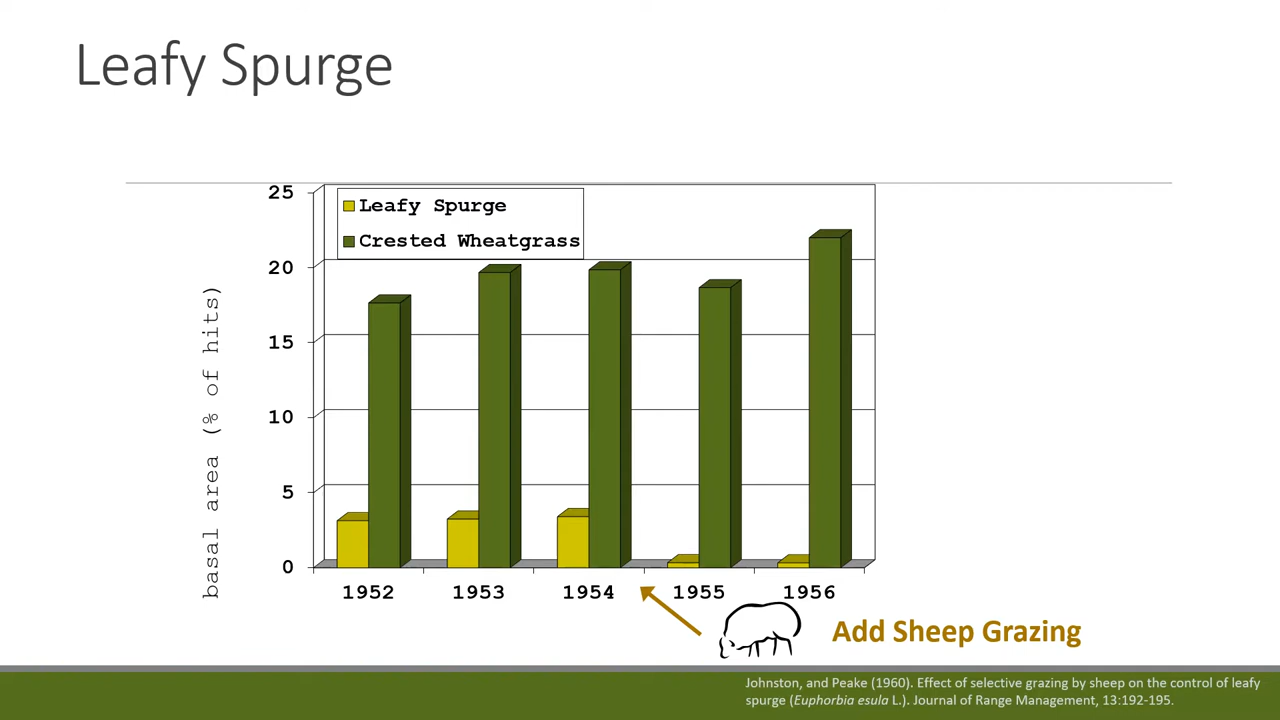 Leafy Spurge
25
20
15
10
5
0
basal area (% of hits)
Leafy Spurge
Crested Wheatgrass
1952 1953 1954 1955 1956
Add Sheep Grazing
Johnston, and Peake (1960). Effect of selective grazing by sheep on the control of leafy
spurge (Euphorbia esula L.). Journal of Range Management, 13:192-195.